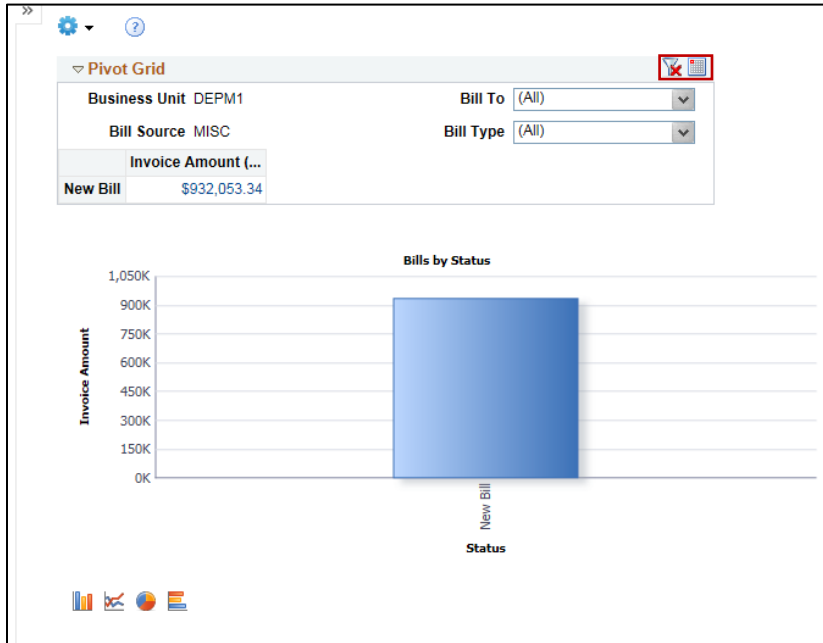 »
?
Pivot Grid
Business Unit DEPM1 Bill To (All)
Bill Source MISC Bill Type (All)
Invoice Amount (...
New Bill $932,053.34
Bills by Status
1,050K
900K
750K
600K
450K
300K
150K
0K
Invoice Amount
New Bill
Status